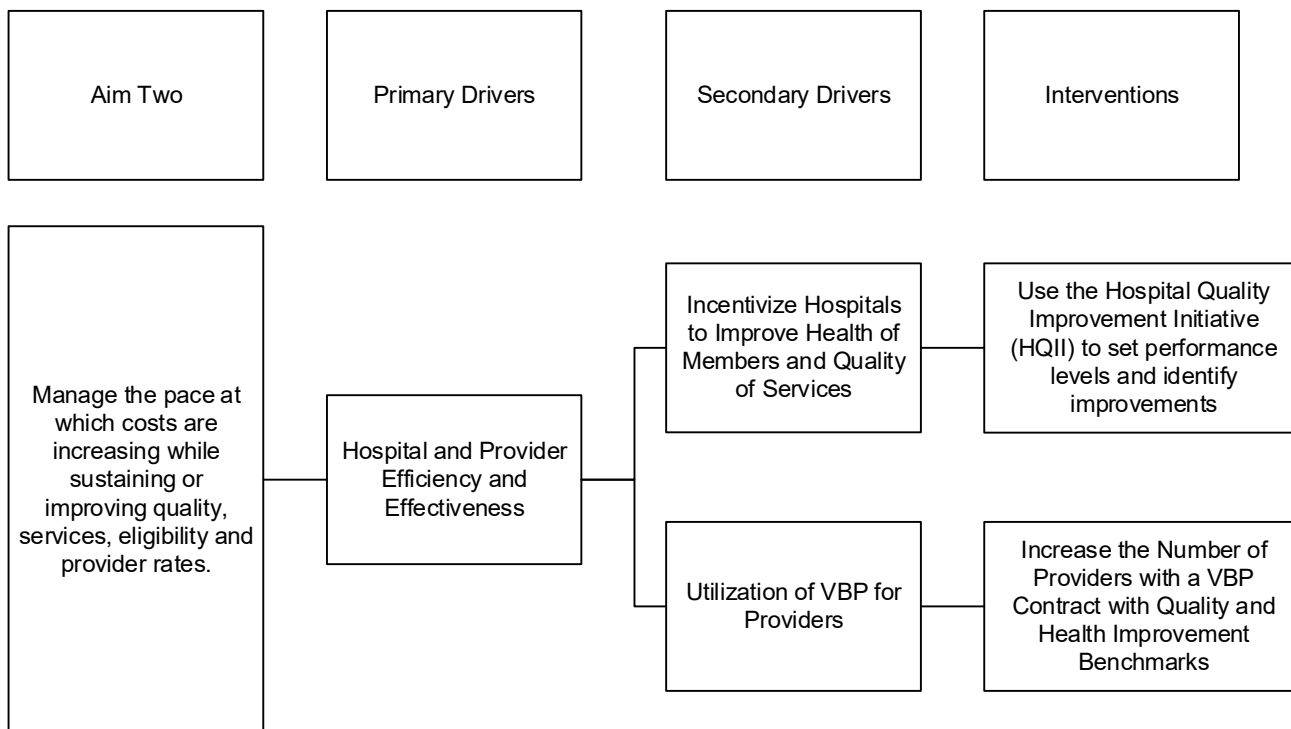 Aim Two
Primary Drivers
Secondary Drivers
Interventions
Manage the pace at
which costs are
increasing while
sustaining or
improving quality,
services, eligibility and
provider rates.
Hospital and Provider
Efficiency and
Effectiveness
Incentivize Hospitals
to Improve Health of
Members and Quality
of Services
Use the Hospital Quality
Improvement Initiative
(HQII) to set performance
levels and identify
improvements
Utilization of VBP for
Providers
Increase the Number of
Providers with a VBP
Contract with Quality and
Health Improvement
Benchmarks